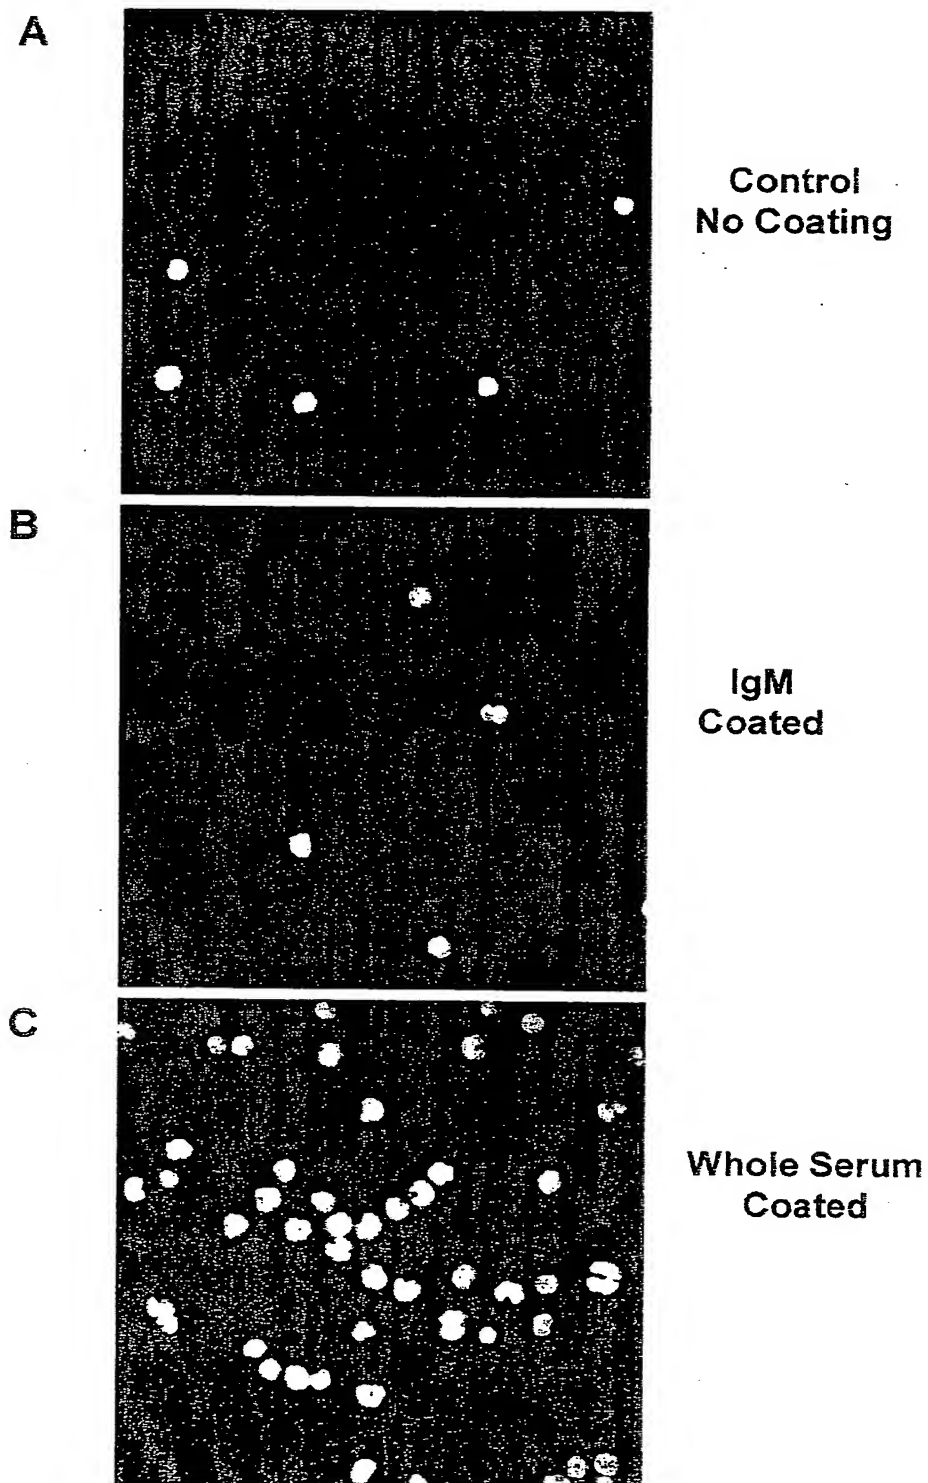 A
Control
No Coating
B
IgM
Coated
C
Whole Serum
Coated